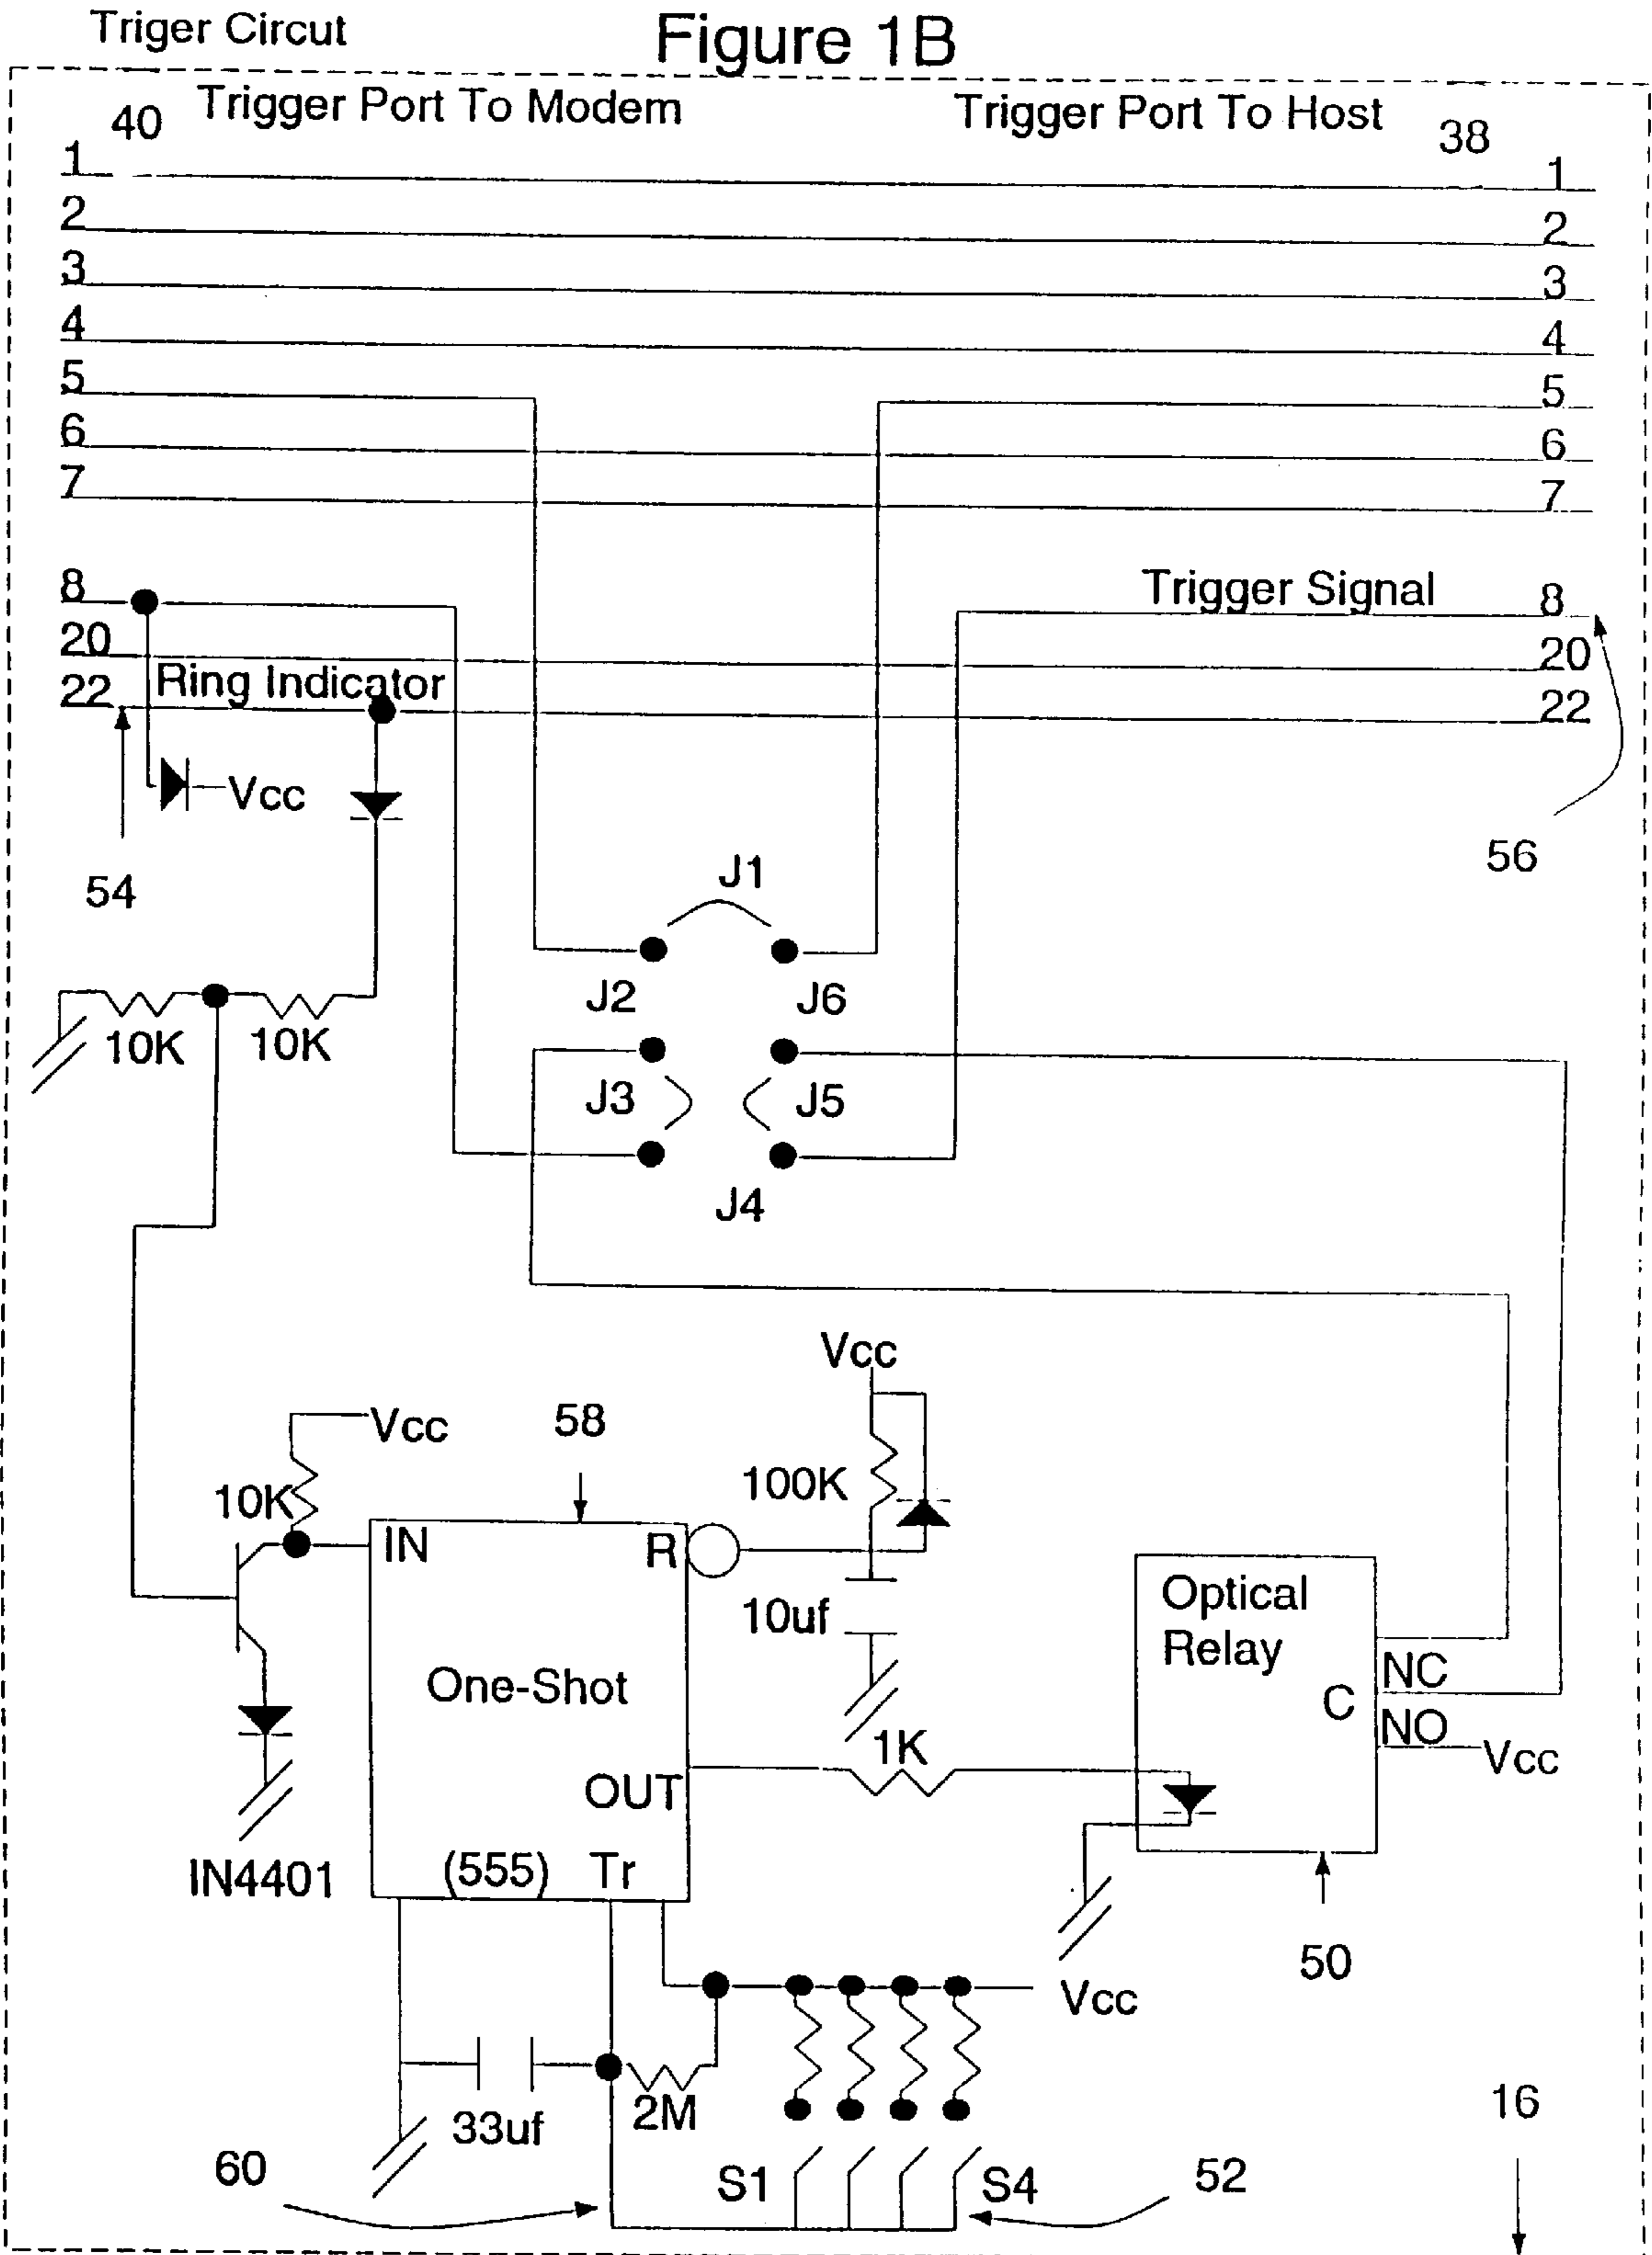 Triger Circut
Figure 1B
40 Trigger Port To Modem
Trigger Port To Host 38
1 1
2 2
3 3
4 4
5 5
6 6
7 7
8 Trigger Signal 8
20 20
22 Ring Indicator 22
Vcc
54
56
J1
J2 J6
10K 10K
J3 J5
J4
Vcc
Vcc 58
10K 100K
IN R
10uf
Optical
Relay
One-Shot
NC
C
NO
1K
Vcc
OUT
IN4401
(555) Tr
50
Vcc
33uf 2M
16
60
S1 S4 52